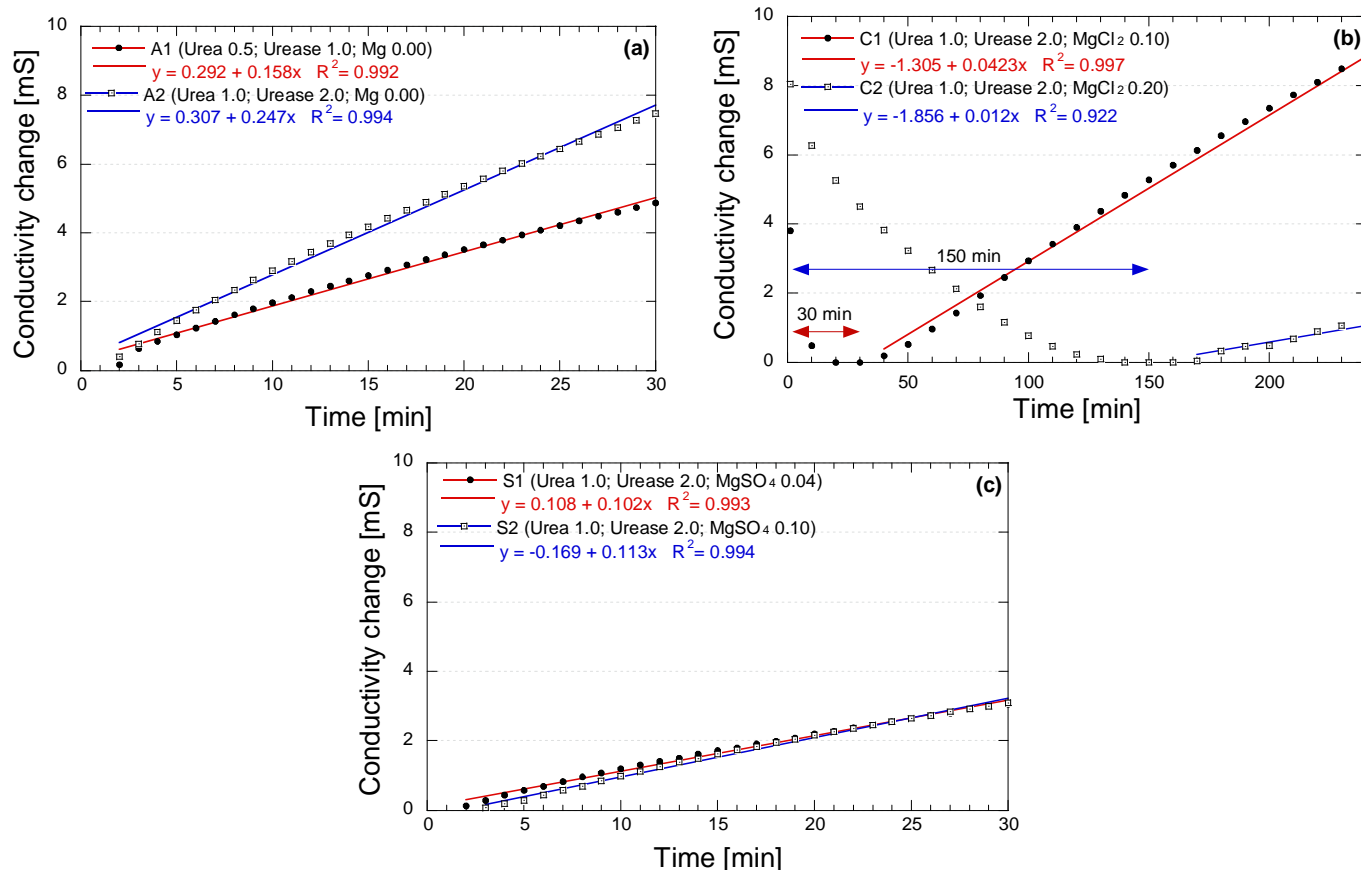 (a)
A1 (Urea 0.5; Urease 1.0; Mg 0.00)
y = 0.292 + 0.158x R²= 0.992
A2 (Urea 1.0; Urease 2.0; Mg 0.00)
y = 0.307 + 0.247x R²= 0.994
Conductivity change [mS]
10
8
6
4
2
0
0 5 10 15 20 25 30
Time [min]
(b)
C1 (Urea 1.0; Urease 2.0; MgCl₂ 0.10)
y = -1.305 + 0.0423x R²= 0.997
C2 (Urea 1.0; Urease 2.0; MgCl₂ 0.20)
y = -1.856 + 0.012x R²= 0.922
150 min
30 min
Conductivity change [mS]
10
8
6
4
2
0
0 50 100 150 200
Time [min]
(c)
S1 (Urea 1.0; Urease 2.0; MgSO₄ 0.04)
y = 0.108 + 0.102x R²= 0.993
S2 (Urea 1.0; Urease 2.0; MgSO₄ 0.10)
y = -0.169 + 0.113x R²= 0.994
Conductivity change [mS]
10
8
6
4
2
0
0 5 10 15 20 25 30
Time [min]